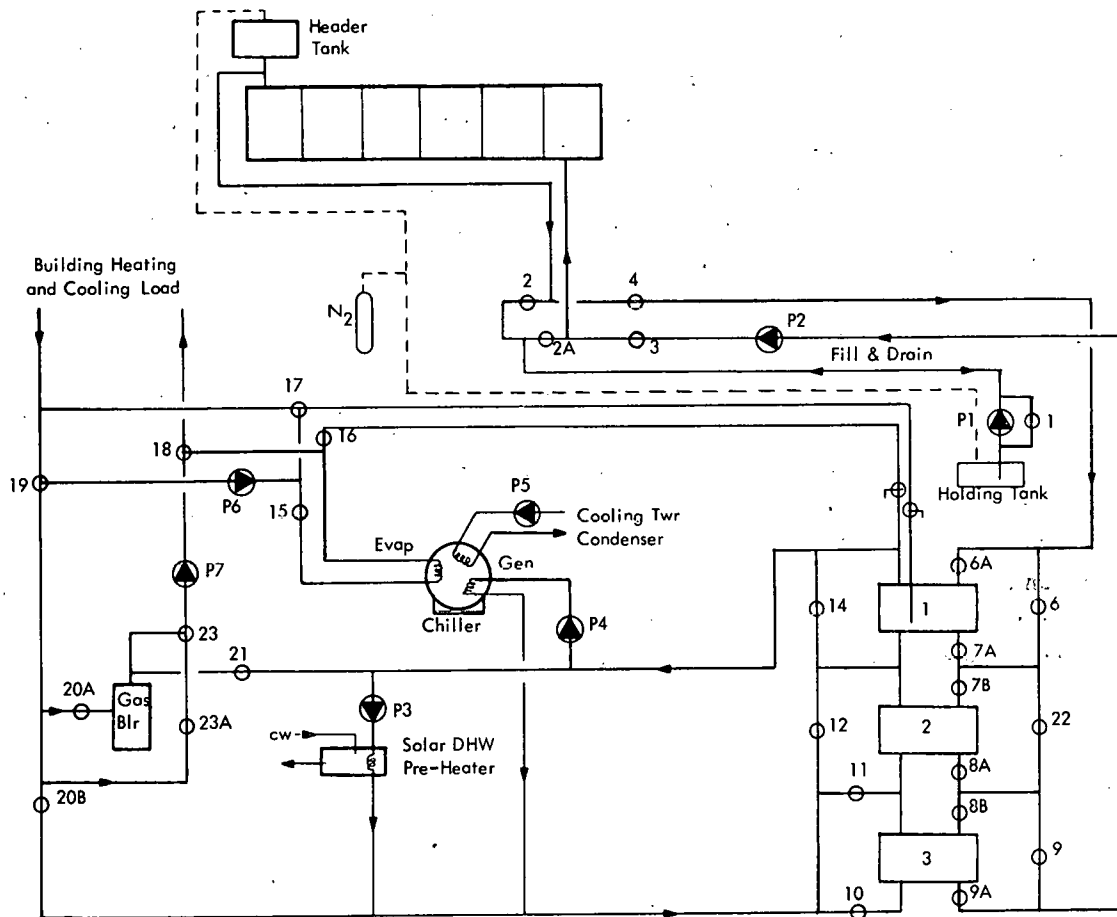 Header
Tank
Building Heating
and Cooling Load
N2
2
4
2A
3
P2
Fill & Drain
17
16
18
P1
1
19
P6
15
P5
Holding Tank
Cooling Twr
Condenser
Evap
Gen
Chiller
P7
P4
6A
14
1
6
23
21
7A
20A
Gas
Blr
7B
23A
P3
12
2
22
cw
Solar DHW
Pre-Heater
8A
11
20B
8B
3
9
10
9A